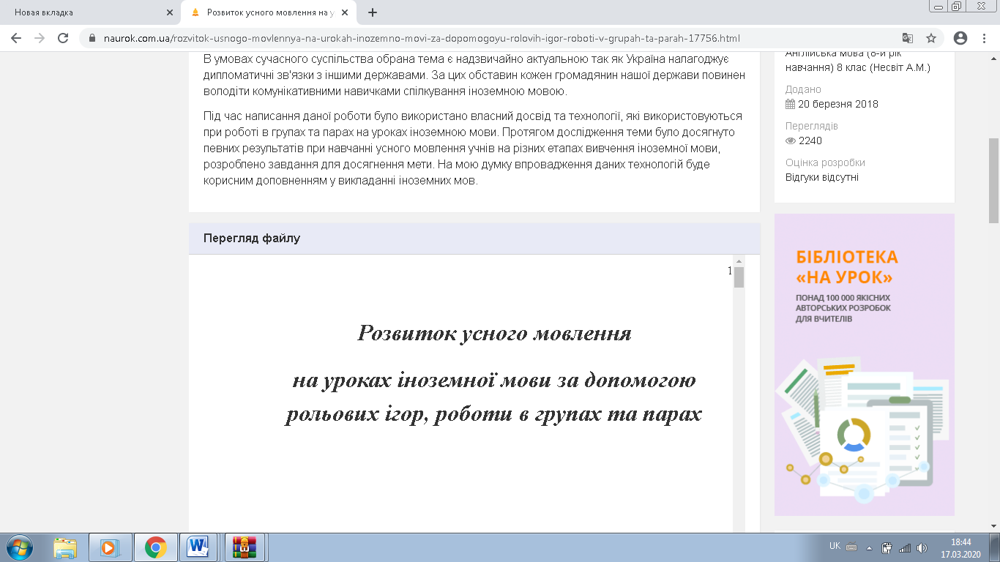 Новая вкладка
Розвиток усного мовлення на у
naurok.com.ua/rozvitok-usnogo-movlennya-na-urokah-inozemno-movi-za-dopomogoyu-rolovih-igor-roboti-v-grupah-ta-parah-17756.html
В умовах сучасного суспільства обрана тема є надзвичайно актуальною так як Україна налагоджує
дипломатичні зв'язки з іншими державами. За цих обставин кожен громадянин нашої держави повинен
володіти комунікативними навичками спілкування іноземною мовою.
Під час написання даної роботи було використано власний досвід та технології, які використовуються
при роботі в групах та парах на уроках іноземною мови. Протягом дослідження теми було досягнуто
певних результатів при навчанні усного мовлення учнів на різних етапах вивчення іноземної мови,
розроблено завдання для досягнення мети. На мою думку впровадження даних технологій буде
корисним доповненням у викладанні іноземних мов.
Англійська мова (8-й рік
навчання) 8 клас (Несвіт А.М.)
Додано
20 березня 2018
Переглядів
2240
Оцінка розробки
Відгуки відсутні
Перегляд файлу
1
Розвиток усного мовлення
на уроках іноземної мови за допомогою
рольових ігор, роботи в групах та парах
БІБЛІОТЕКА
«НА УРОК»
ПОНАД 100 000 ЯКІСНИХ
АВТОРСЬКИХ РОЗРОБОК
ДЛЯ ВЧИТЕЛІВ
UK
18:44
17.03.2020